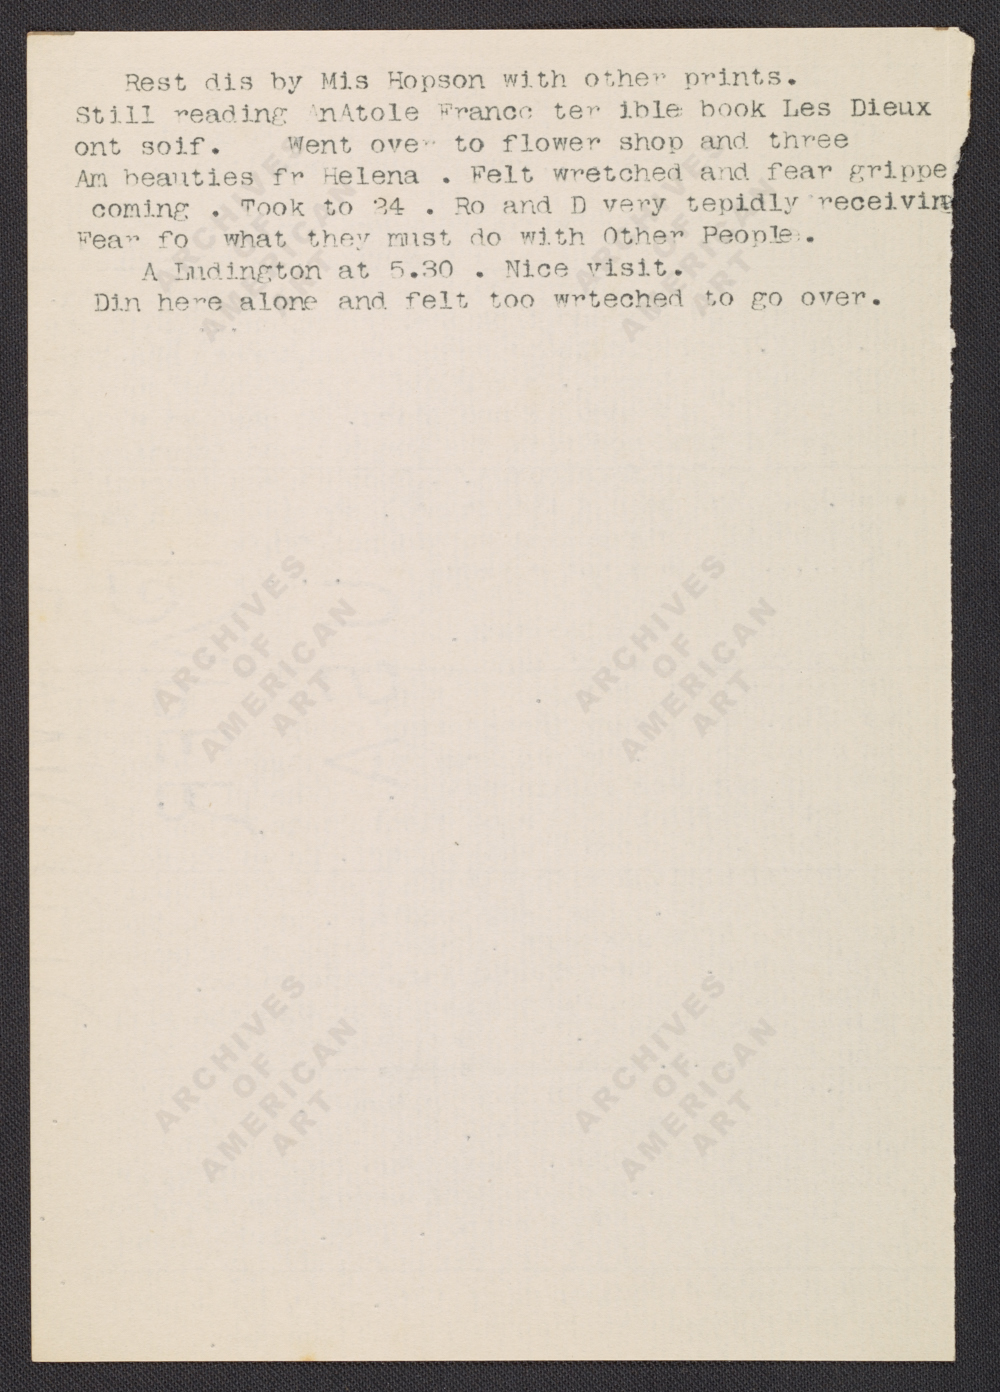 Rest dis by Mis Hopson with other prints.
Still reading AnAtole France ter ible book Les Dieux
ont soif. Went over to flower shop and three
Am beauties fr Helena . Felt wretched and fear grippe
coming . Took to 24 . Ro and D very tepidly receiving
Fear fo what they must do with Other People.
A Ludington at 5.30 . Nice visit.
Din here alone and felt too wrteched to go over.
ARCHIVES OF AMERICAN ART
ARCHIVES OF AMERICAN ART
ARCHIVES OF AMERICAN ART
ARCHIVES OF AMERICAN ART
ARCHIVES OF AMERICAN ART
ARCHIVES OF AMERICAN ART